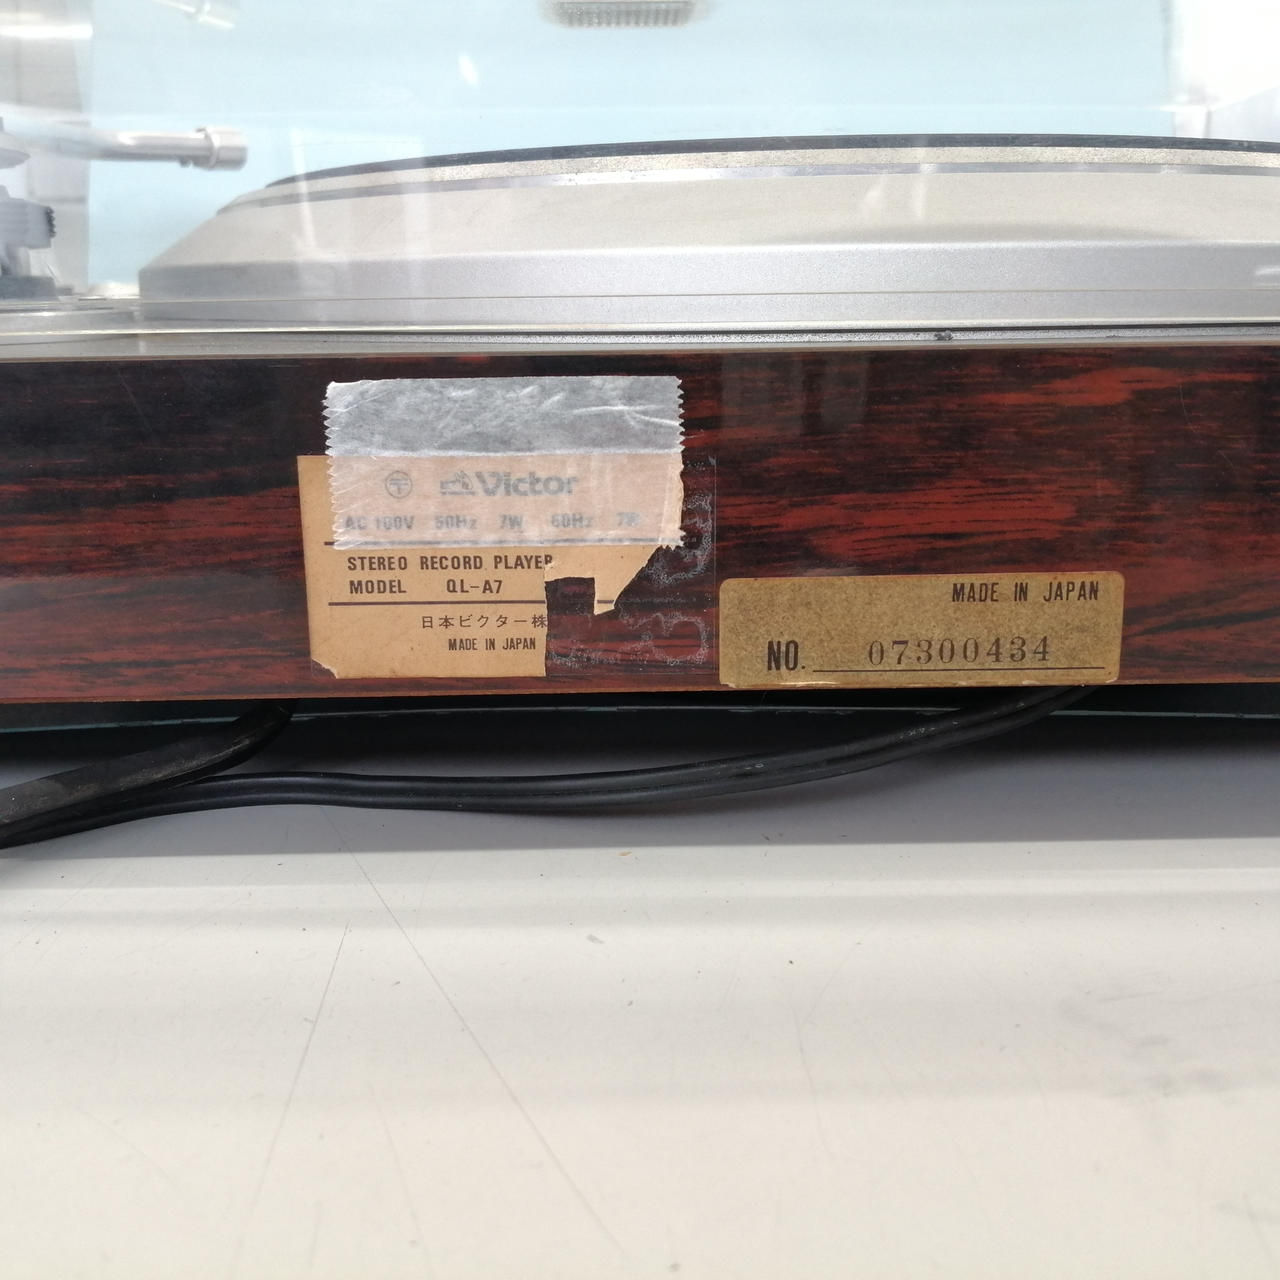 Victor
AC 100V 50Hz 7W 60Hz 7W
STEREO RECORD PLAYER
MODEL QL-A7
日本ビクター株
MADE IN JAPAN
MADE IN JAPAN
NO. 07300434